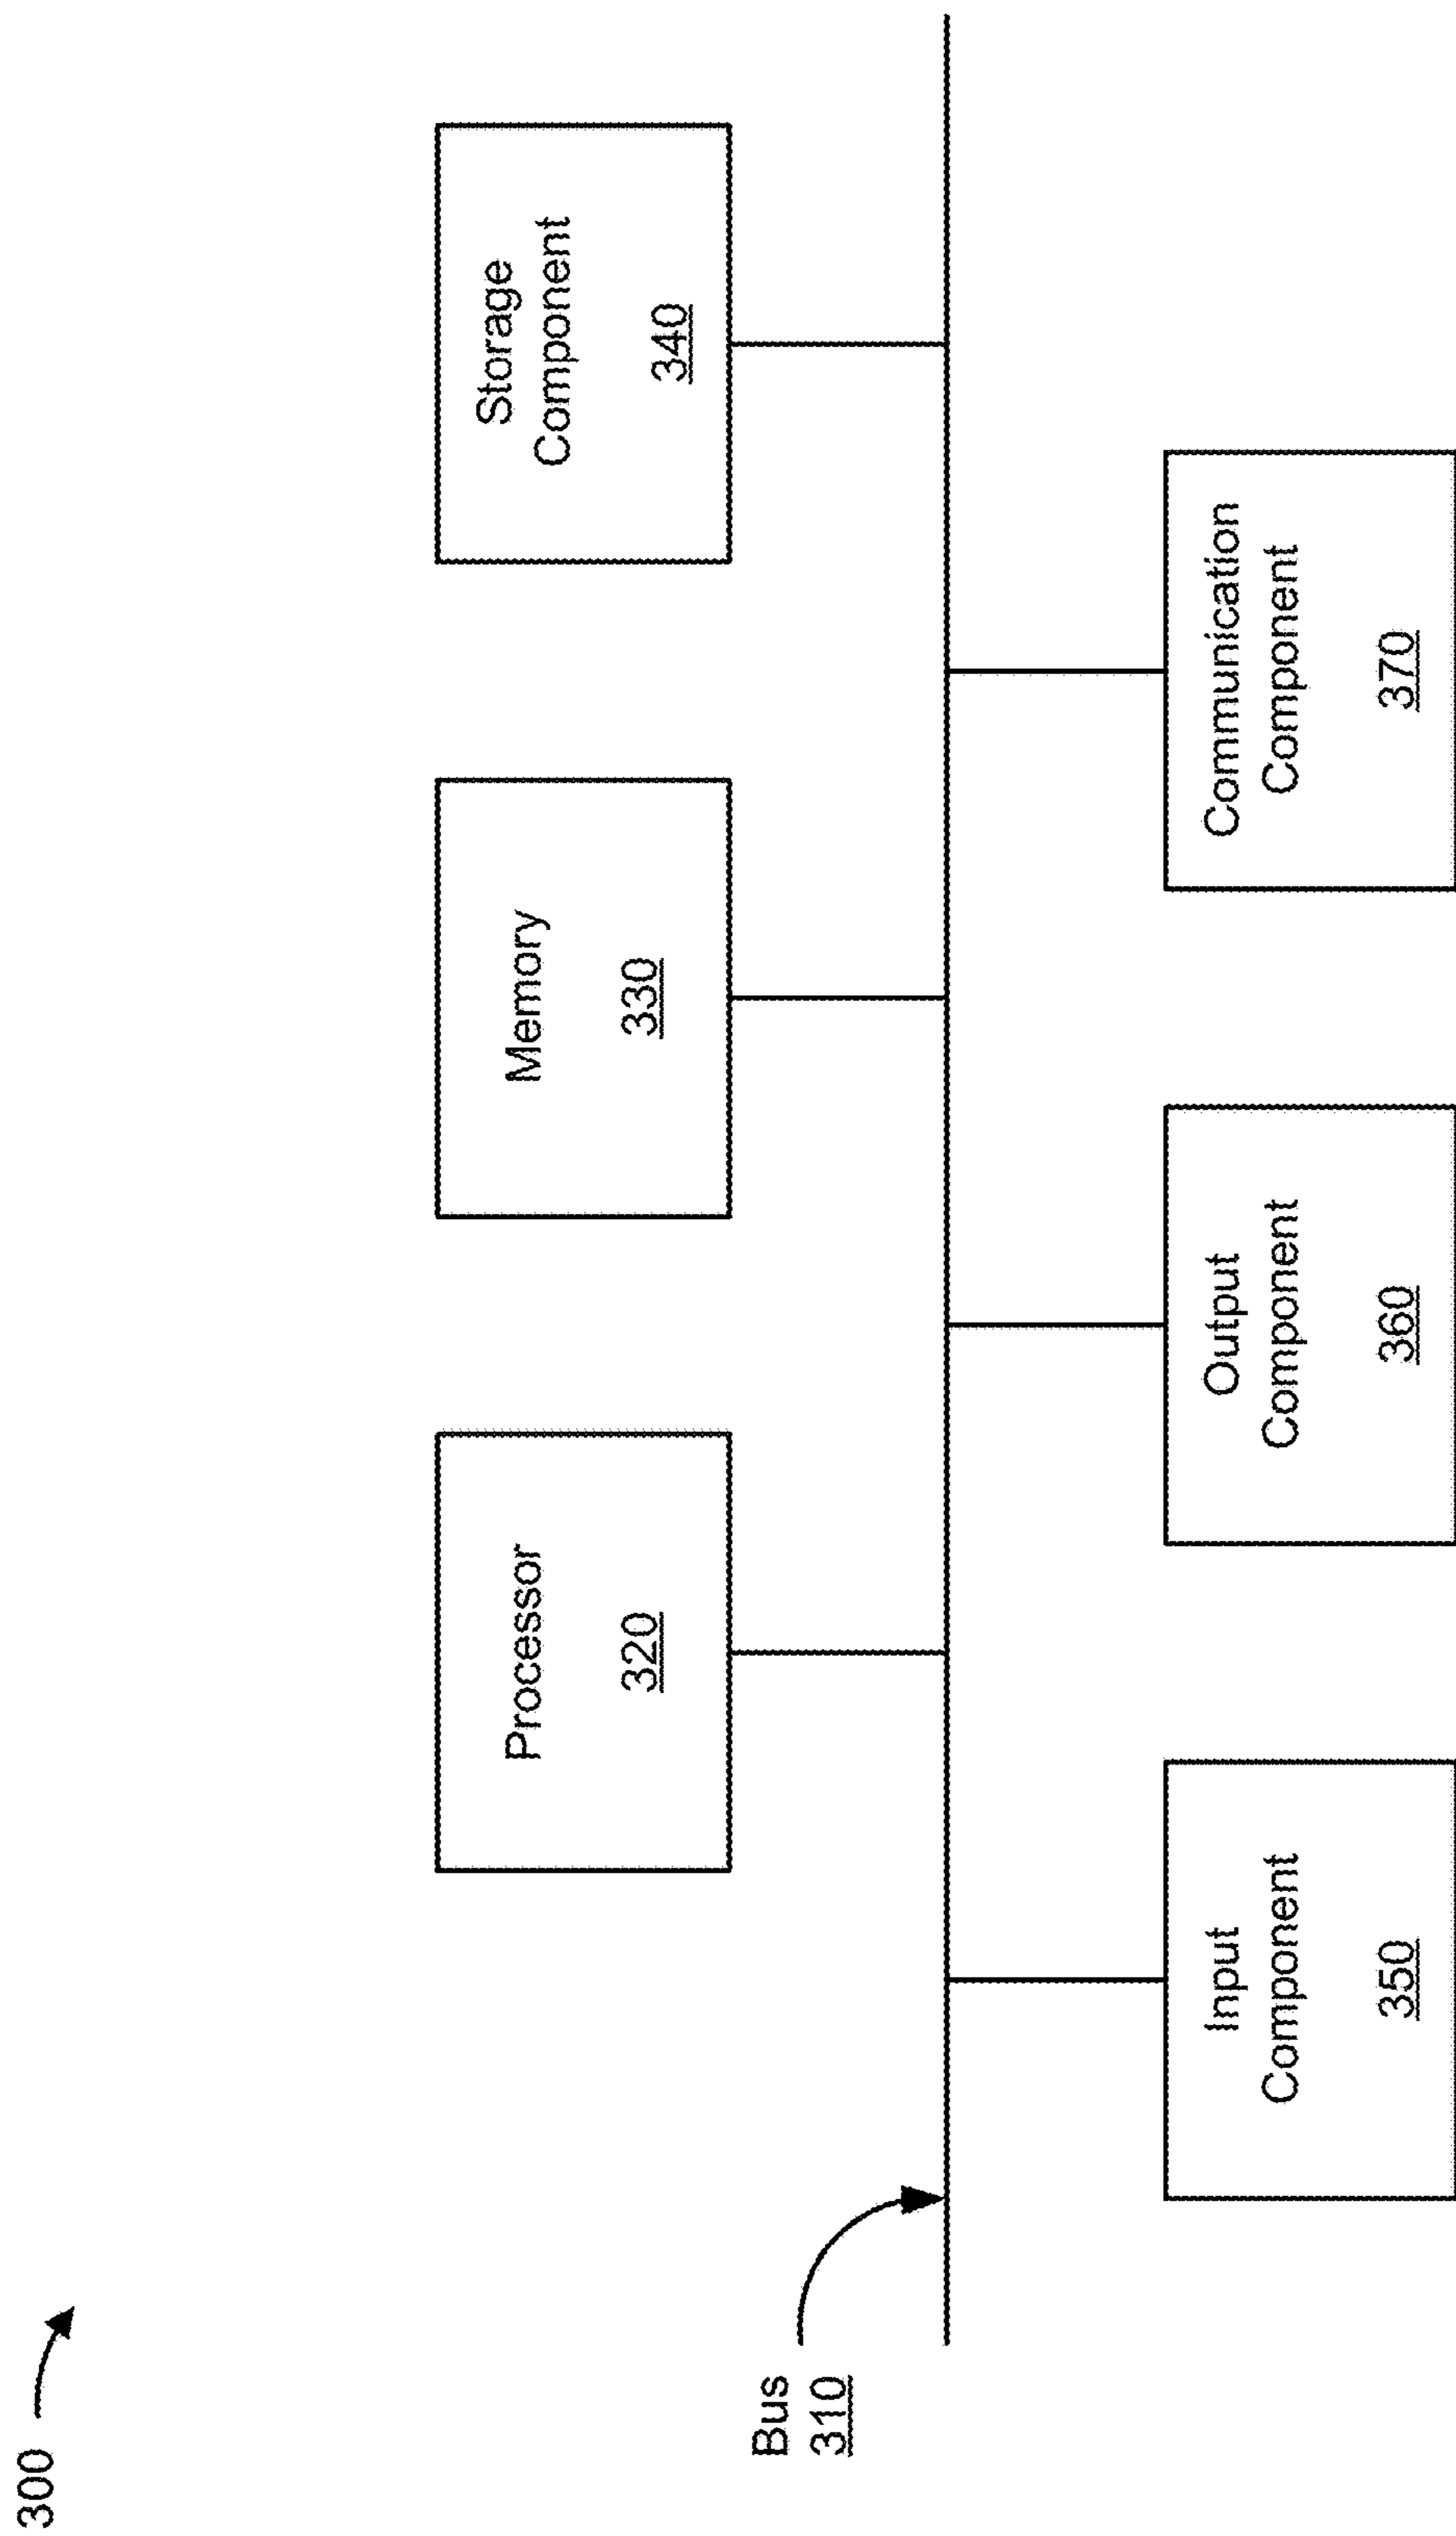 300
Processor
320
Memory
330
Storage
Component
340
Bus
310
Input
Component
350
Output
Component
360
Communication
Component
370